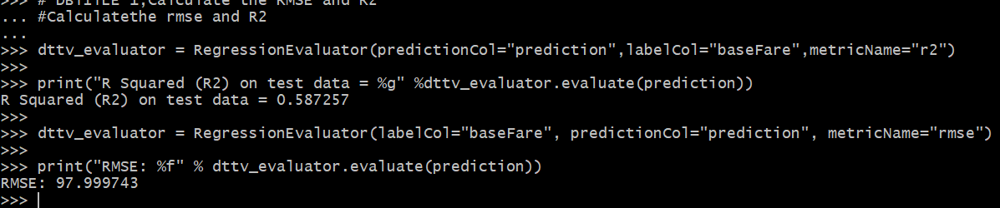 >>> # DBTITLE 1,Calculate the RMSE and R2
... #Calculatethe rmse and R2
...
>>> dttv_evaluator = RegressionEvaluator(predictionCol="prediction",labelCol="baseFare",metricName="r2")
>>>
>>> print("R Squared (R2) on test data = %g" %dttv_evaluator.evaluate(prediction))
R Squared (R2) on test data = 0.587257
>>>
>>> dttv_evaluator = RegressionEvaluator(labelCol="baseFare", predictionCol="prediction", metricName="rmse")
>>>
>>> print("RMSE: %f" % dttv_evaluator.evaluate(prediction))
RMSE: 97.999743
>>>